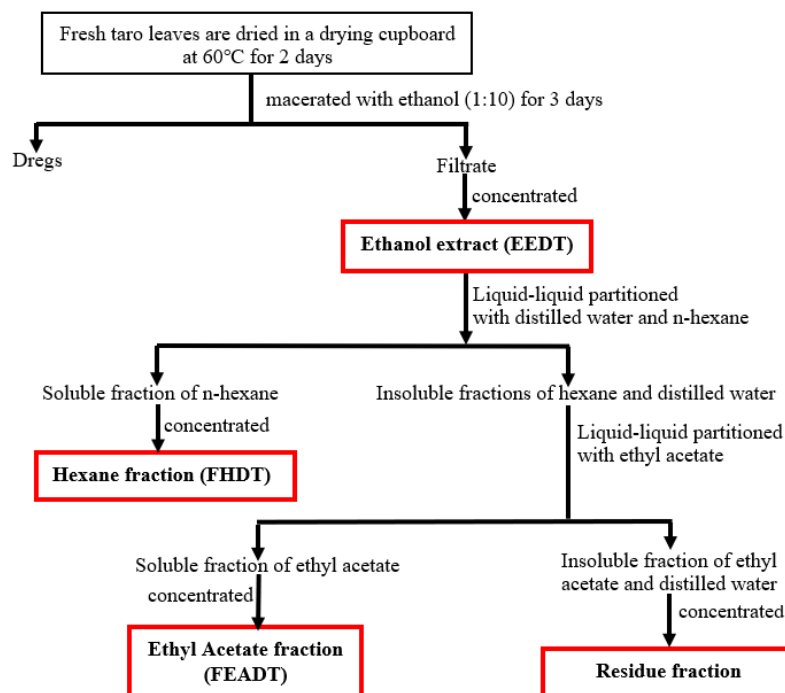 Fresh taro leaves are dried in a drying cupboard
at 60℃ for 2 days
macerated with ethanol (1:10) for 3 days
Dregs
Filtrate
concentrated
Ethanol extract (EEDT)
Liquid-liquid partitioned
with distilled water and n-hexane
Soluble fraction of n-hexane
concentrated
Hexane fraction (FHDT)
Insoluble fractions of hexane and distilled water
Liquid-liquid partitioned
with ethyl acetate
Soluble fraction of ethyl acetate
concentrated
Ethyl Acetate fraction
(FEADT)
Insoluble fraction of ethyl
acetate and distilled water
concentrated
Residue fraction